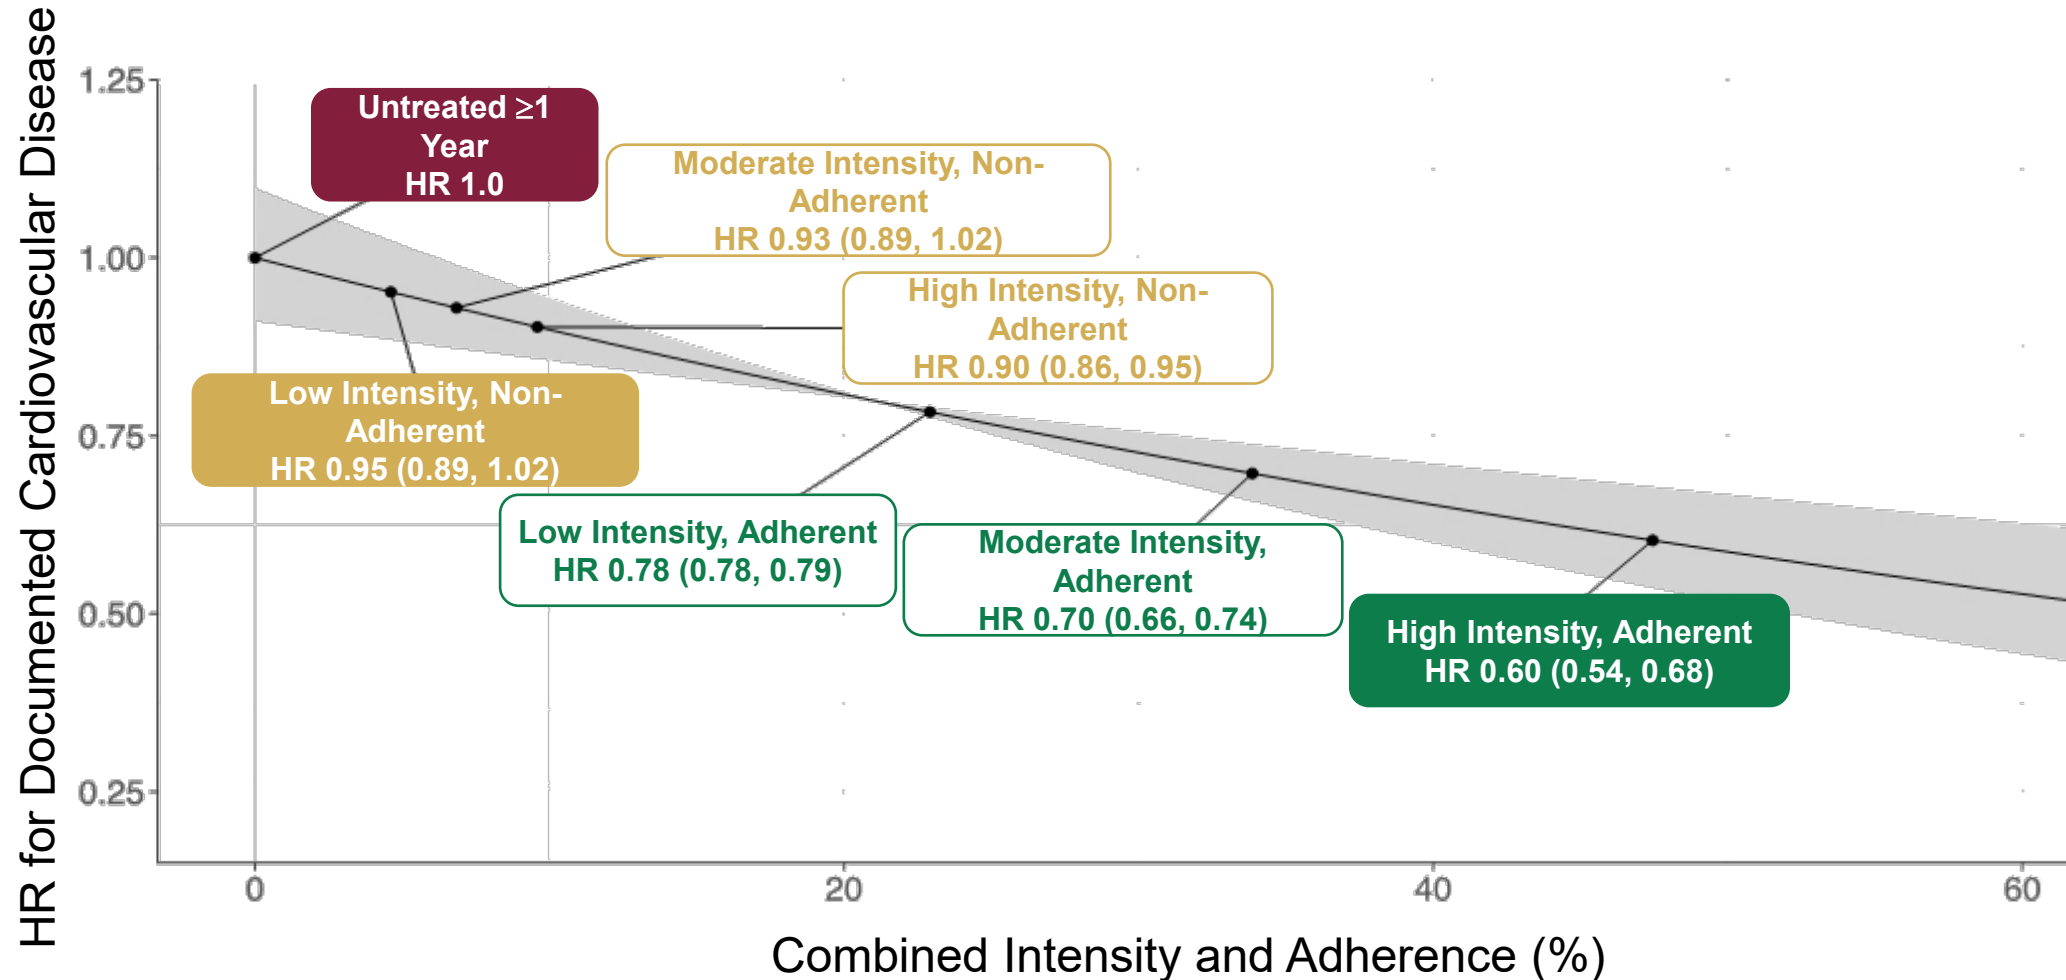 HR for Documented Cardiovascular Disease
1.25
1.00
0.75
0.50
0.25
Untreated ≥1
Year
HR 1.0
Moderate Intensity, Non-
Adherent
HR 0.93 (0.89, 1.02)
High Intensity, Non-
Adherent
HR 0.90 (0.86, 0.95)
Low Intensity, Non-
Adherent
HR 0.95 (0.89, 1.02)
Low Intensity, Adherent
HR 0.78 (0.78, 0.79)
Moderate Intensity,
Adherent
HR 0.70 (0.66, 0.74)
High Intensity, Adherent
HR 0.60 (0.54, 0.68)
0 20 40 60
Combined Intensity and Adherence (%)